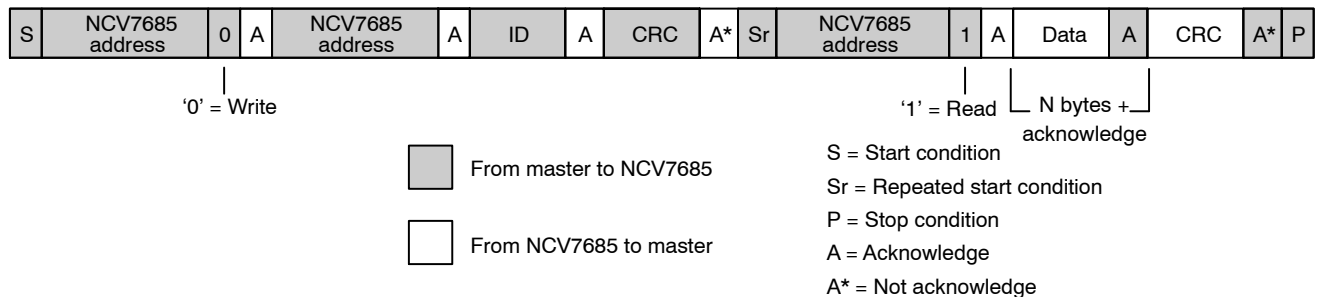 S NCV7685 address 0 A NCV7685 address A ID A CRC A* Sr NCV7685 address 1 A Data A CRC A* P
‘0’ = Write
‘1’ = Read
N bytes + acknowledge
From master to NCV7685
From NCV7685 to master
S = Start condition
Sr = Repeated start condition
P = Stop condition
A = Acknowledge
A* = Not acknowledge